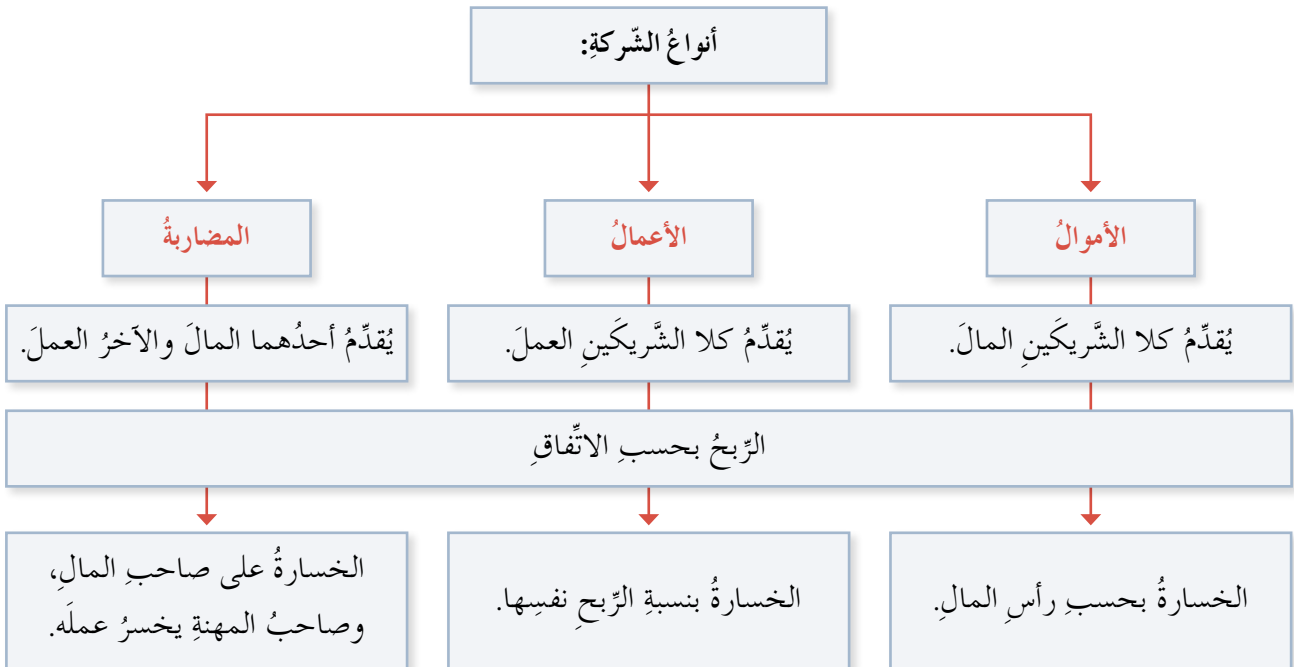 أنواعُ الشّركةِ:
الأموالُ
الأعمالُ
المضاربةُ
يُقدِّمُ كلا الشَّريكَينِ المالَ.
يُقدِّمُ كلا الشَّريكَينِ العملَ.
يُقدِّمُ أحدُهما المالَ والآخرُ العملَ.
الرِّبحُ بحسبِ الاتِّفاقِ
الخسارةُ بحسبِ رأسِ المالِ.
الخسارةُ بنسبةِ الرِّبحِ نفسِها.
الخسارةُ على صاحبِ المالِ،
وصاحبُ المهنةِ يخسرُ عملَه.